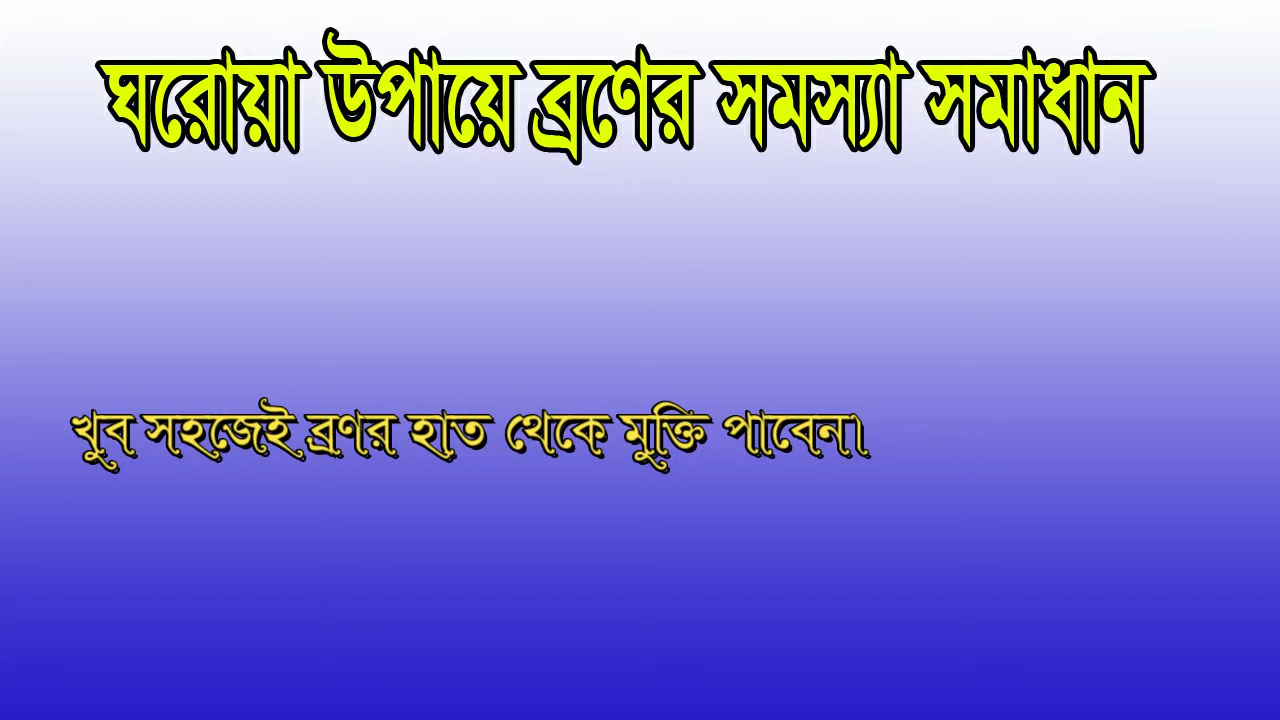 ঘরোয়া উপায়ে ব্রণের সমস্যা সমাধান
খুব সহজেই ব্রণর হাত থেকে মুক্তি পাবেন।